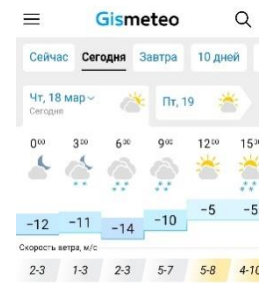 Gismeteo
Сейчас Сегодня Завтра 10 дней
Чт, 18 мар
Сегодня
Пт, 19
0⁰⁰ 3⁰⁰ 6⁰⁰ 9⁰⁰ 12⁰⁰ 15³⁰
−12 −11 −14 −10 −5 −5
Скорость ветра, м/с
2-3 1-3 2-3 5-7 5-8 4-10